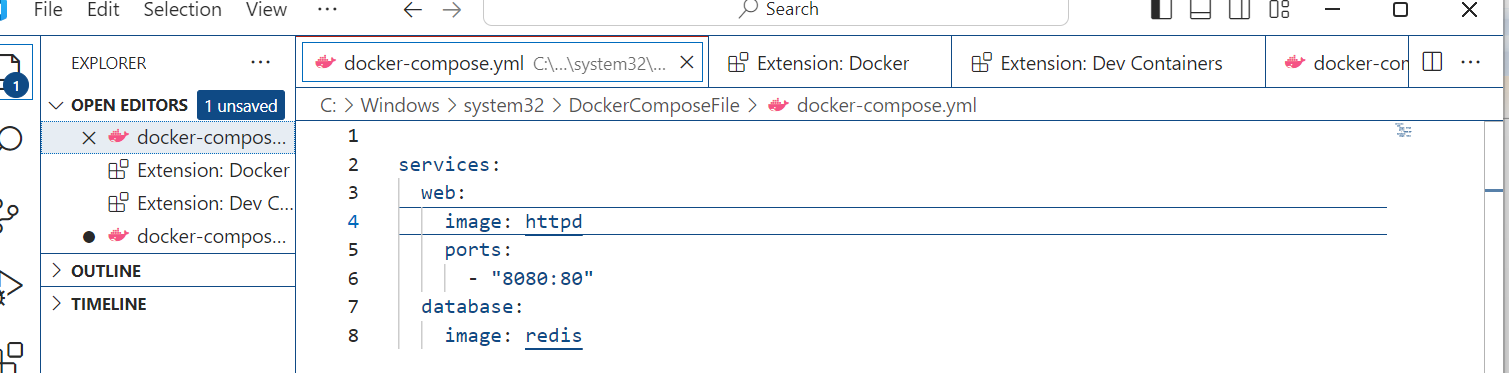 File Edit Selection View ··· Search
EXPLORER ···
docker-compose.yml C:\...\system32\... Extension: Docker Extension: Dev Containers docker-cor ···
1
OPEN EDITORS 1 unsaved
docker-compos...
Extension: Docker
Extension: Dev C...
docker-compos...
OUTLINE
TIMELINE
C: > Windows > system32 > DockerComposeFile > docker-compose.yml
1
2 services:
3 web:
4 image: httpd
5 ports:
6 - "8080:80"
7 database:
8 image: redis